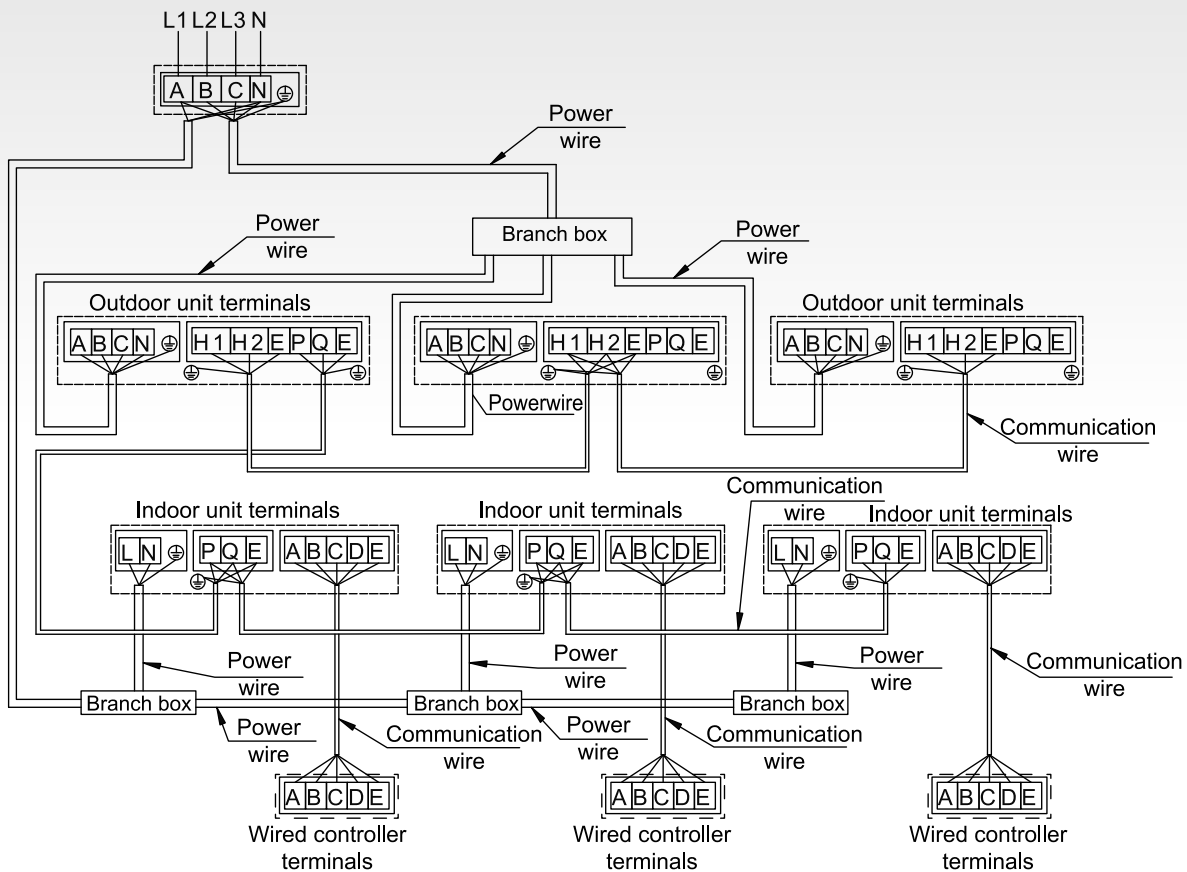 L1 L2 L3 N
A B C N
Power
wire
Branch box
Power
wire
Power
wire
Outdoor unit terminals
Outdoor unit terminals
A B C N
H1 H2 E P Q E
A B C N
H1 H2 E P Q E
A B C N
H1 H2 E P Q E
Powerwire
Communication
wire
Communication
wire
Indoor unit terminals
Indoor unit terminals
Indoor unit terminals
L N
P Q E
A B C D E
L N
P Q E
A B C D E
L N
P Q E
A B C D E
Power
wire
Power
wire
Power
wire
Communication
wire
Branch box
Branch box
Branch box
Power
wire
Communication
wire
Power
wire
Communication
wire
A B C D E
A B C D E
A B C D E
Wired controller
terminals
Wired controller
terminals
Wired controller
terminals